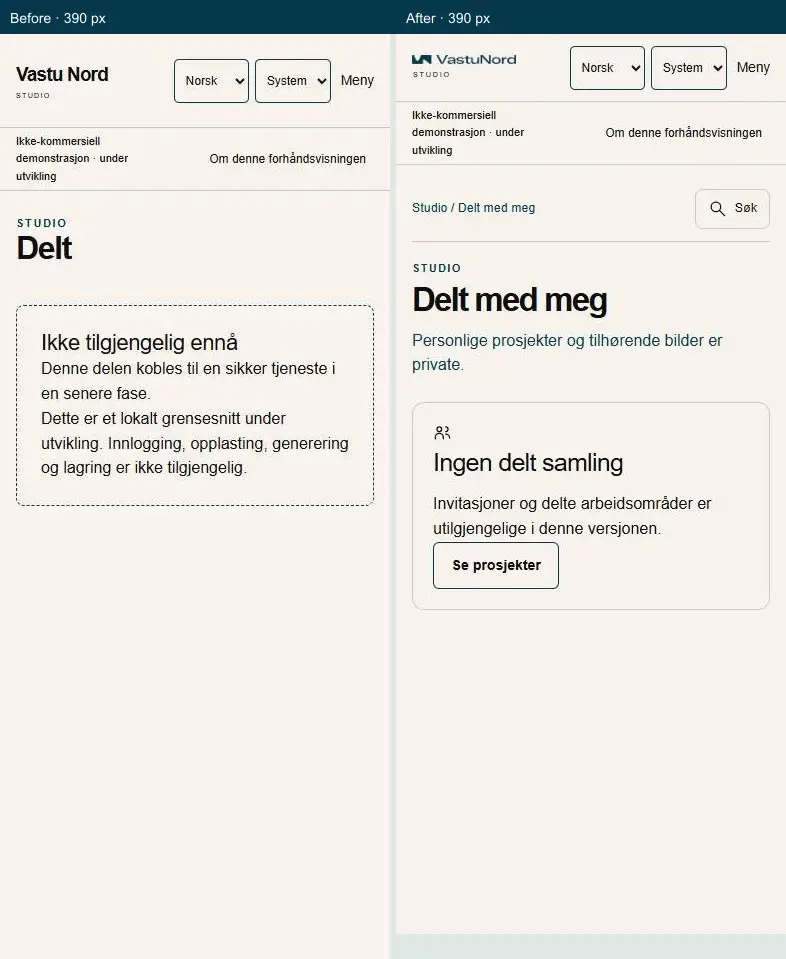 Before · 390 px
Vastu Nord
STUDIO
Norsk
System
Meny
Ikke-kommersiell
demonstrasjon · under
utvikling
Om denne forhåndsvisningen
STUDIO
Delt
Ikke tilgjengelig ennå
Denne delen kobles til en sikker tjeneste i
en senere fase.
Dette er et lokalt grensesnitt under
utvikling. Innlogging, opplasting, generering
og lagring er ikke tilgjengelig.
After · 390 px
VastuNord
STUDIO
Norsk
System
Meny
Ikke-kommersiell
demonstrasjon · under
utvikling
Om denne forhåndsvisningen
Studio / Delt med meg
Søk
STUDIO
Delt med meg
Personlige prosjekter og tilhørende bilder er
private.
Ingen delt samling
Invitasjoner og delte arbeidsområder er
utilgjengelige i denne versjonen.
Se prosjekter